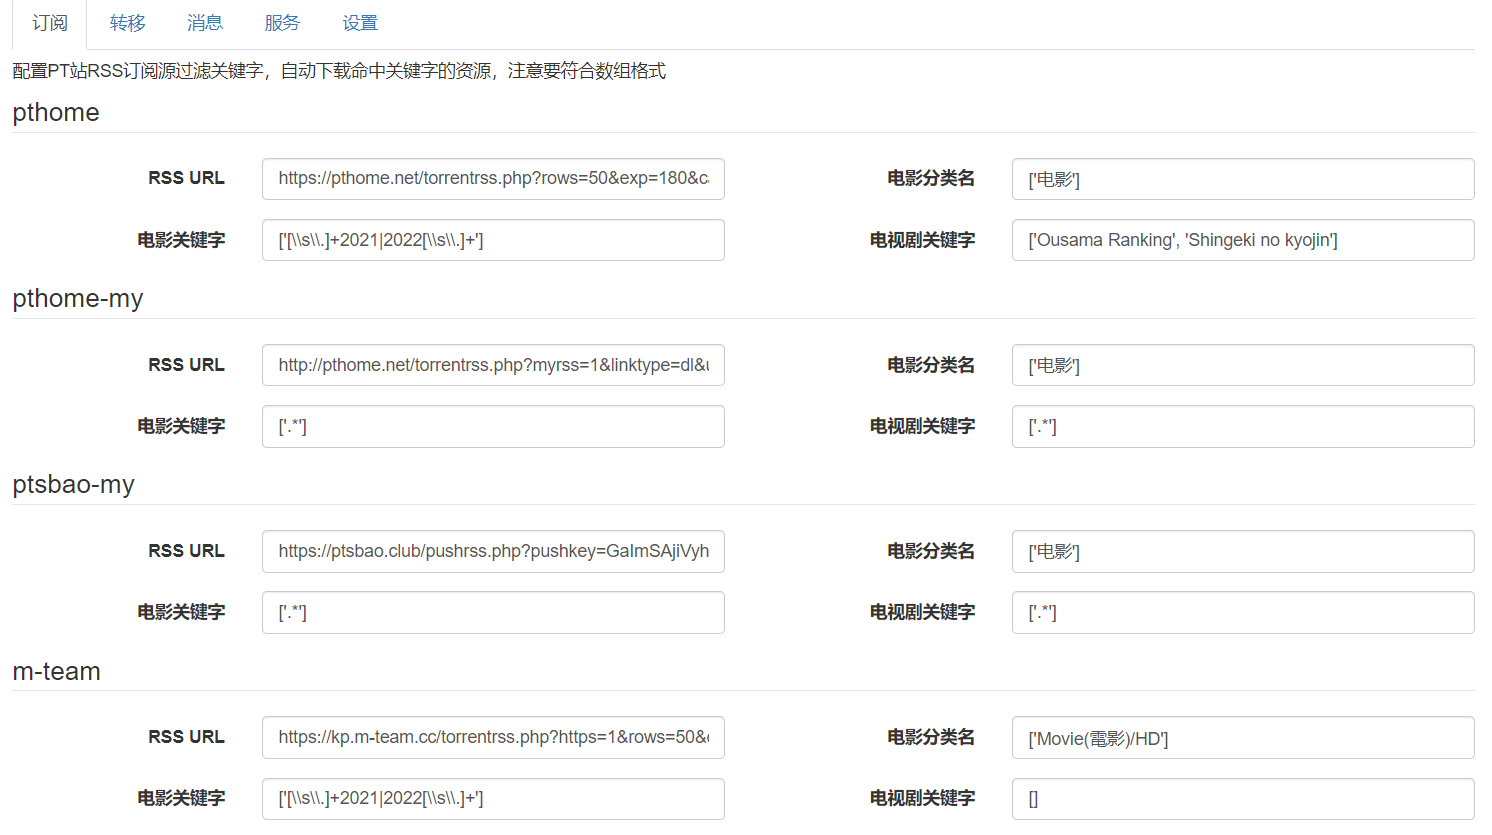 订阅 转移 消息 服务 设置
配置PT站RSS订阅源过滤关键字，自动下载命中关键字的资源，注意要符合数组格式
pthome
RSS URL https://pthome.net/torrentrss.php?rows=50&exp=180&ca 电影分类名 ['电影']
电影关键字 ['[\\s\\.]+2021|2022[\\s\\.]+'] 电视剧关键字 ['Ousama Ranking', 'Shingeki no kyojin']
pthome-my
RSS URL http://pthome.net/torrentrss.php?myrss=1&linktype=dl&u 电影分类名 ['电影']
电影关键字 ['.*'] 电视剧关键字 ['.*']
ptsbao-my
RSS URL https://ptsbao.club/pushrss.php?pushkey=GaImSAjiVyh 电影分类名 ['电影']
电影关键字 ['.*'] 电视剧关键字 ['.*']
m-team
RSS URL https://kp.m-team.cc/torrentrss.php?https=1&rows=50& 电影分类名 ['Movie(電影)/HD']
电影关键字 ['[\\s\\.]+2021|2022[\\s\\.]+'] 电视剧关键字 []